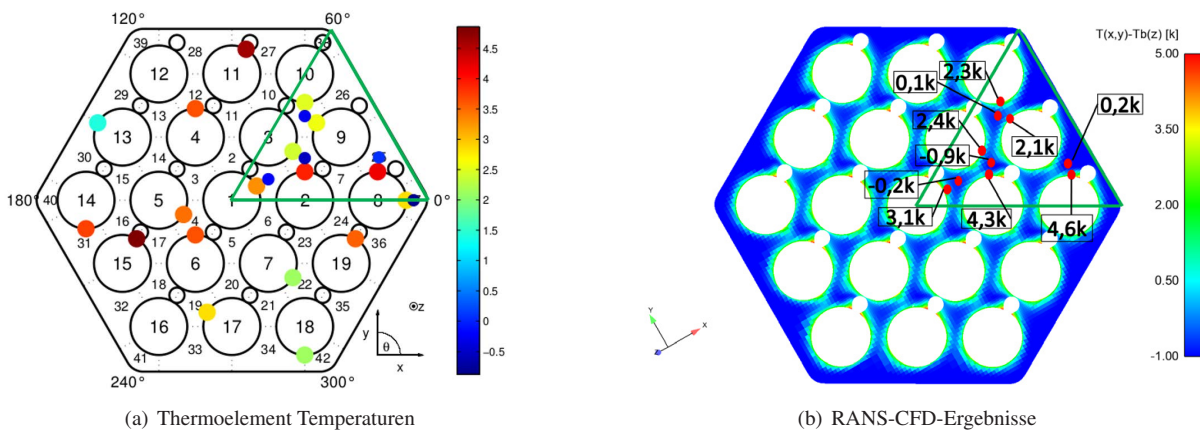 120° 60°
39 28 27 38
12 11 10
29 12 10 26
13 11
13 4 3 9
30 14 2
15 3 7
180° 40 14 5 1 2 8 0°
16 4 6 24
31 17 5 23 36
15 6 7 19
18 20 22
32 19 21 35
16 17 18
41 33 34 42
240° 300°
z
y
θ
x
4.5
4
3.5
3
2.5
2
1.5
1
0.5
0
−0.5
(a) Thermoelement Temperaturen
T(x,y)-Tb(z) [k]
5.00
3.50
2.00
0.50
-1.00
2,3k
0,1k
0,2k
2,4k
2,1k
-0,9k
-0,2k
3,1k
4,3k
4,6k
Y
X
Z
(b) RANS-CFD-Ergebnisse